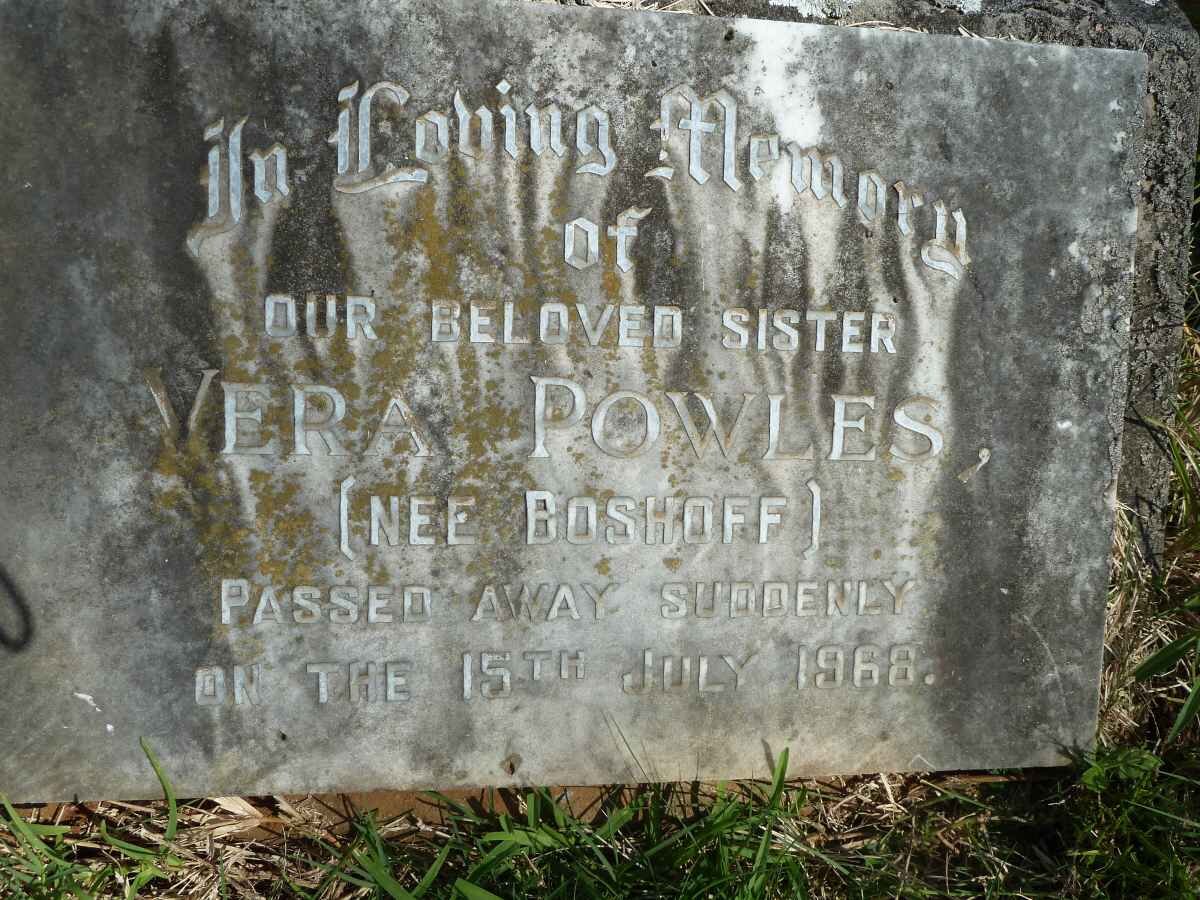 In Loving Memory
of
OUR BELOVED SISTER
VERA POWLES,
(NEE BOSHOFF)
PASSED AWAY SUDDENLY
ON THE 15TH JULY 1968.